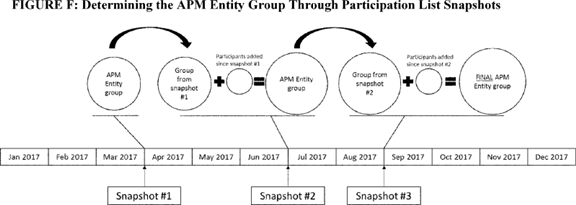 FIGURE F: Determining the APM Entity Group Through Participation List Snapshots
APM
Entity
group
Group
from
snapshot
#1
Participants added
since snapshot #1
APM Entity
group
Group from
snapshot
#2
Participants added
since snapshot #2
FINAL APM
Entity group
Jan 2017 Feb 2017 Mar 2017 Apr 2017 May 2017 Jun 2017 Jul 2017 Aug 2017 Sep 2017 Oct 2017 Nov 2017 Dec 2017
Snapshot #1 Snapshot #2 Snapshot #3